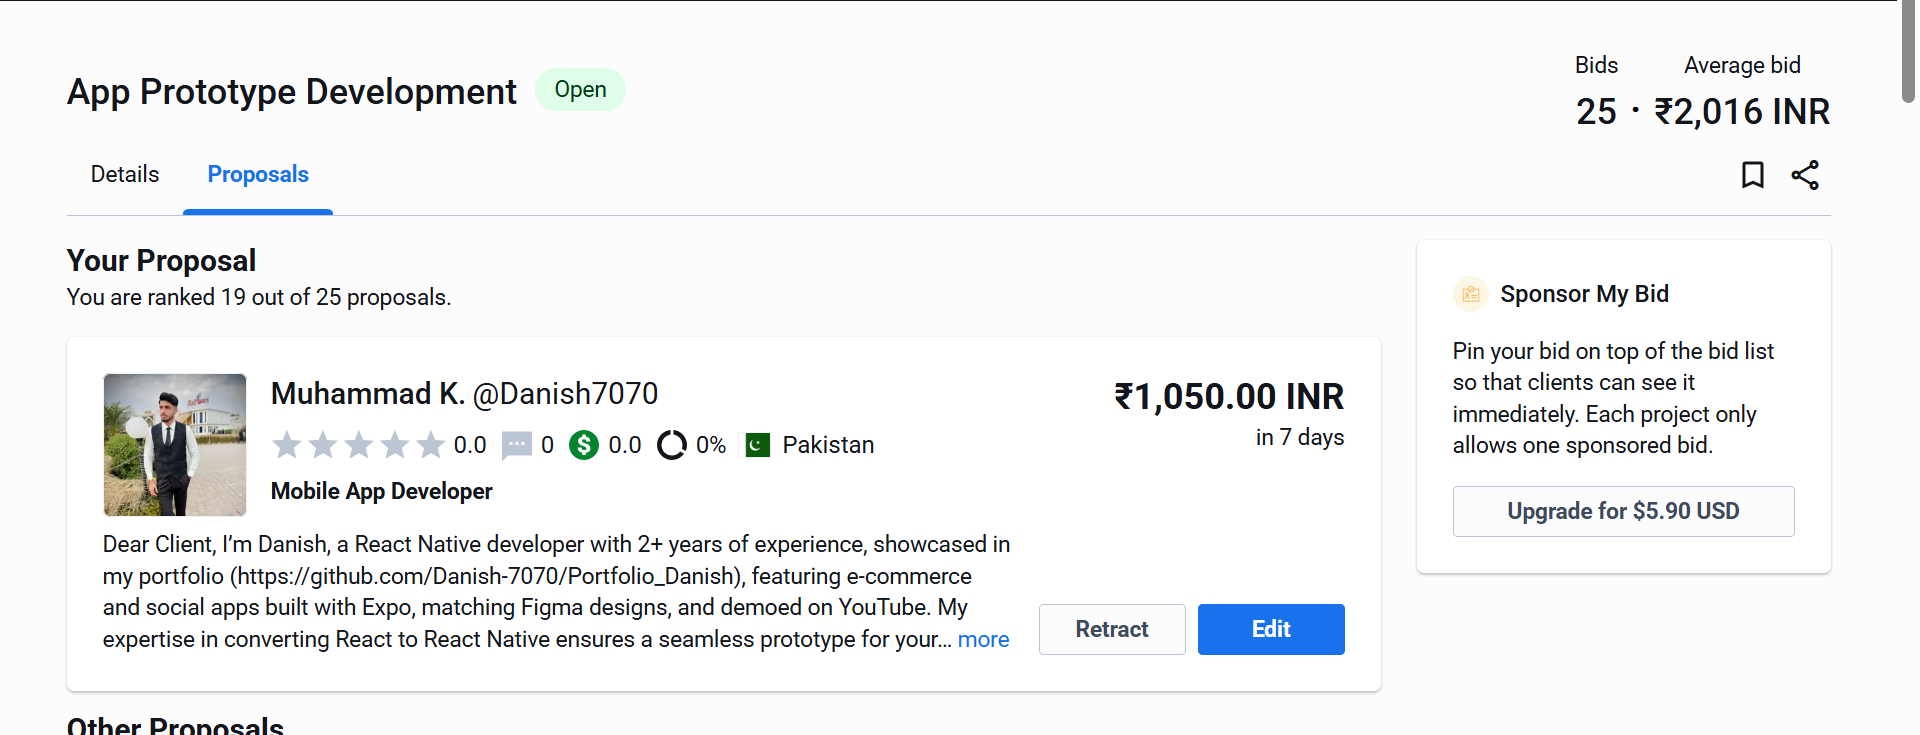 App Prototype Development
Open
Bids
Average bid
25 · ₹2,016 INR
Details
Proposals
Your Proposal
You are ranked 19 out of 25 proposals.
Muhammad K. @Danish7070
0.0
0
0.0
0%
Pakistan
Mobile App Developer
₹1,050.00 INR
in 7 days
Dear Client, I’m Danish, a React Native developer with 2+ years of experience, showcased in
my portfolio (https://github.com/Danish-7070/Portfolio_Danish), featuring e-commerce
and social apps built with Expo, matching Figma designs, and demoed on YouTube. My
expertise in converting React to React Native ensures a seamless prototype for your... more
Retract
Edit
Sponsor My Bid
Pin your bid on top of the bid list
so that clients can see it
immediately. Each project only
allows one sponsored bid.
Upgrade for $5.90 USD
Other Proposals